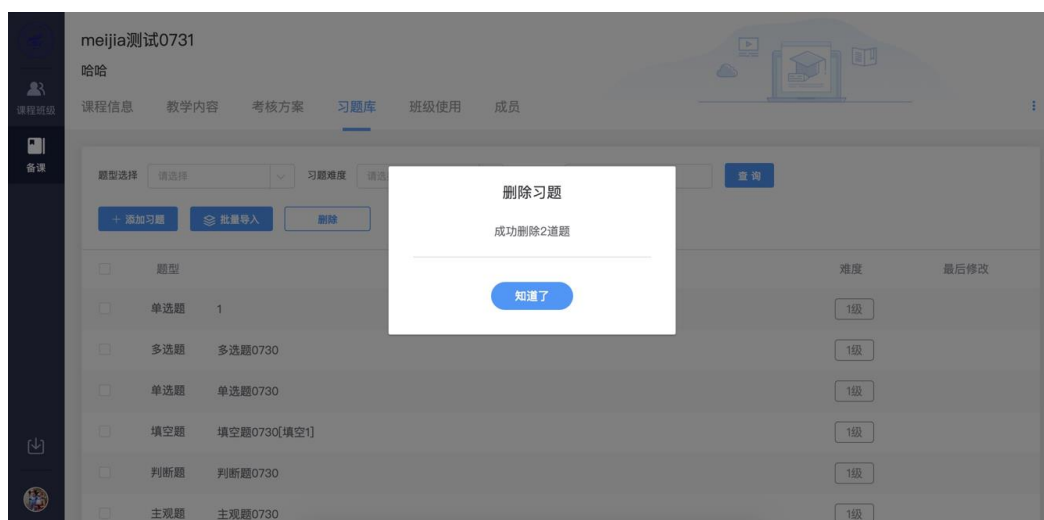 meijia测试0731
哈哈
课程班级
课程信息 教学内容 考核方案 习题库 班级使用 成员
备课
题型选择 请选择 习题难度 请选 查询
+ 添加习题 批量导入 删除
删除习题
成功删除2道题
知道了
题型 难度 最后修改
单选题 1 1级
多选题 多选题0730 1级
单选题 单选题0730 1级
填空题 填空题0730[填空1] 1级
判断题 判断题0730 1级
主观题 主观题0730 1级